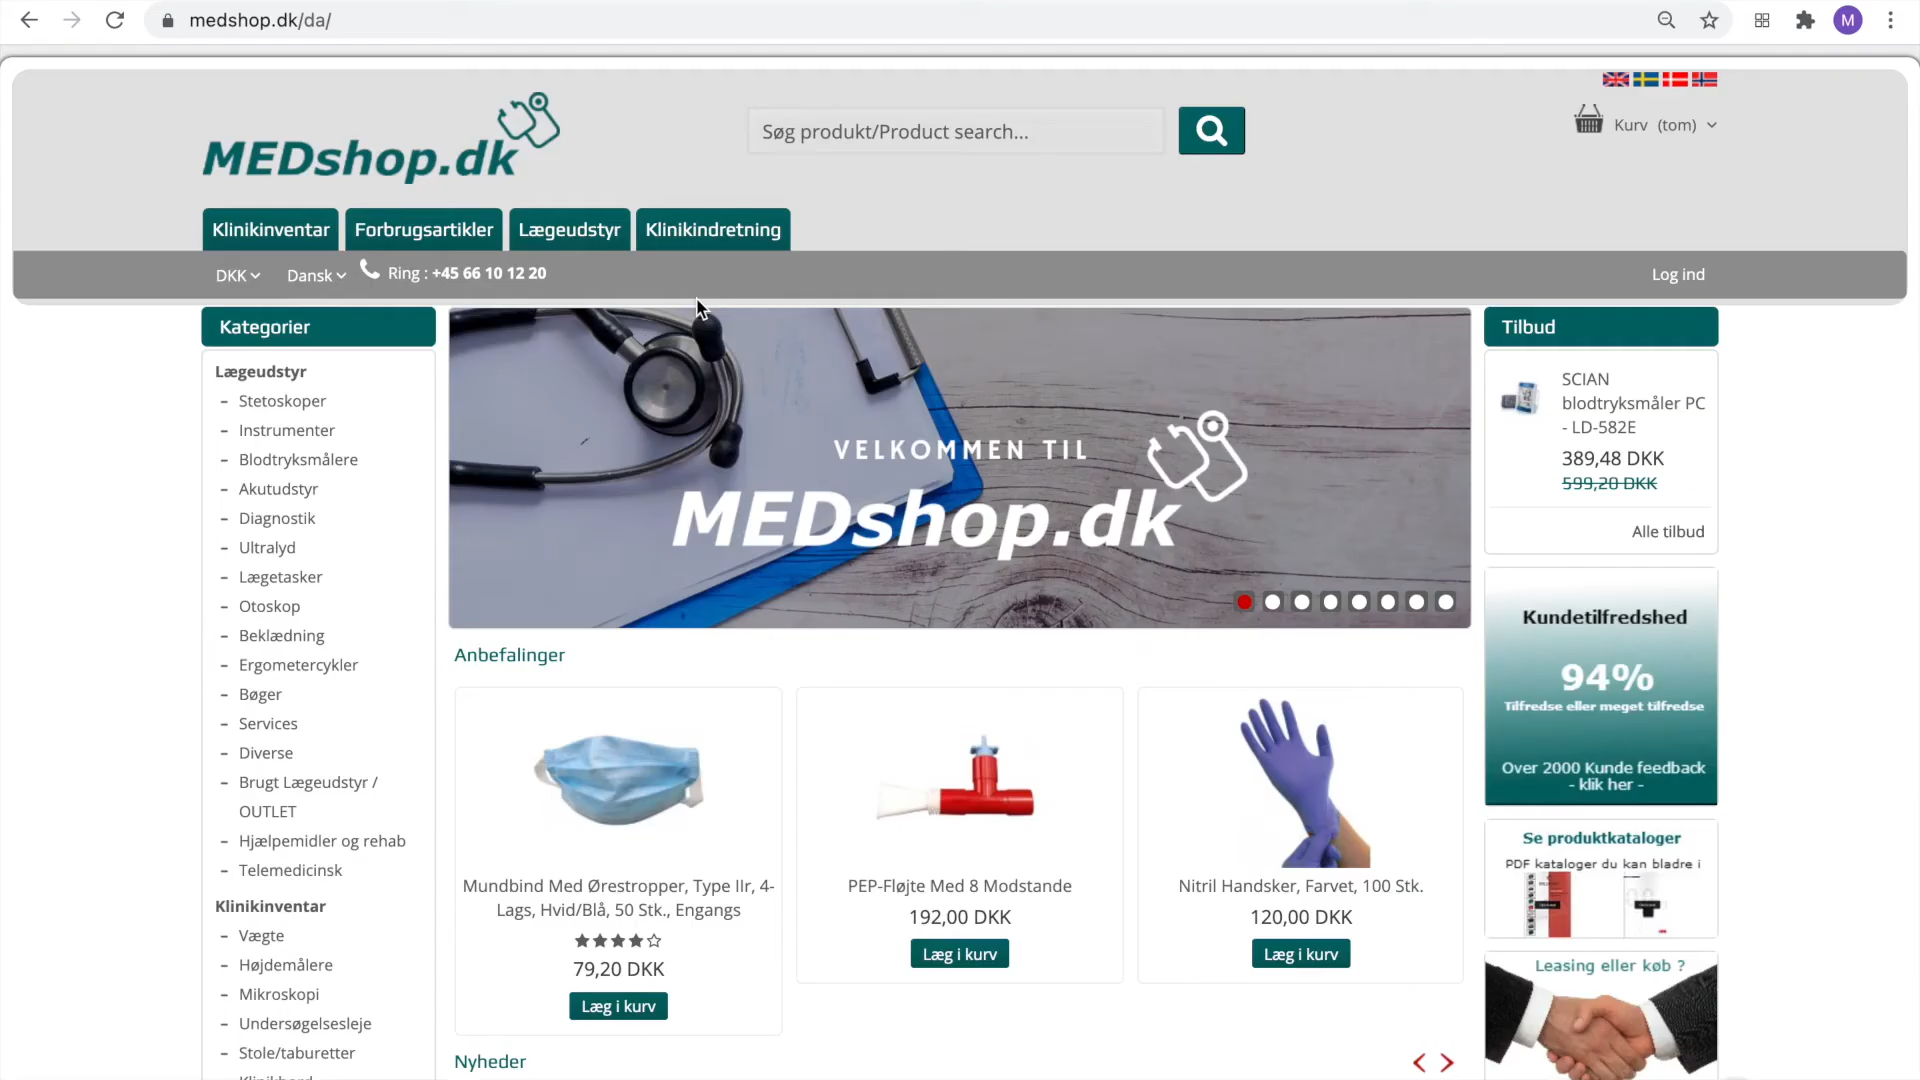 medshop.dk/da/
M
MEDshop.dk
Søg produkt/Product search...
Kurv (tom)
Klinikinventar
Forbrugsartikler
Lægeudstyr
Klinikindretning
DKK
Dansk
Ring : +45 66 10 12 20
Log ind
Kategorier
Lægeudstyr
– Stetoskoper
– Instrumenter
– Blodtryksmålere
– Akutudstyr
– Diagnostik
– Ultralyd
– Lægetasker
– Otoskop
– Beklædning
– Ergometercykler
– Bøger
– Services
– Diverse
– Brugt Lægeudstyr /
OUTLET
– Hjælpemidler og rehab
– Telemedicinsk
Klinikinventar
– Vægte
– Højdemålere
– Mikroskopi
– Undersøgelsesleje
– Stole/taburetter
VELKOMMEN TIL
MEDshop.dk
Anbefalinger
Mundbind Med Ørestropper, Type IIr, 4-
Lags, Hvid/Blå, 50 Stk., Engangs
79,20 DKK
Læg i kurv
PEP-Fløjte Med 8 Modstande
192,00 DKK
Læg i kurv
Nitril Handsker, Farvet, 100 Stk.
120,00 DKK
Læg i kurv
Nyheder
Tilbud
SCIAN
blodtryksmåler PC
- LD-582E
389,48 DKK
599,20 DKK
Alle tilbud
Kundetilfredshed
94%
Tilfredse eller meget tilfredse
Over 2000 Kunde feedback
- klik her -
Se produktkataloger
PDF kataloger du kan bladre i
Leasing eller køb ?